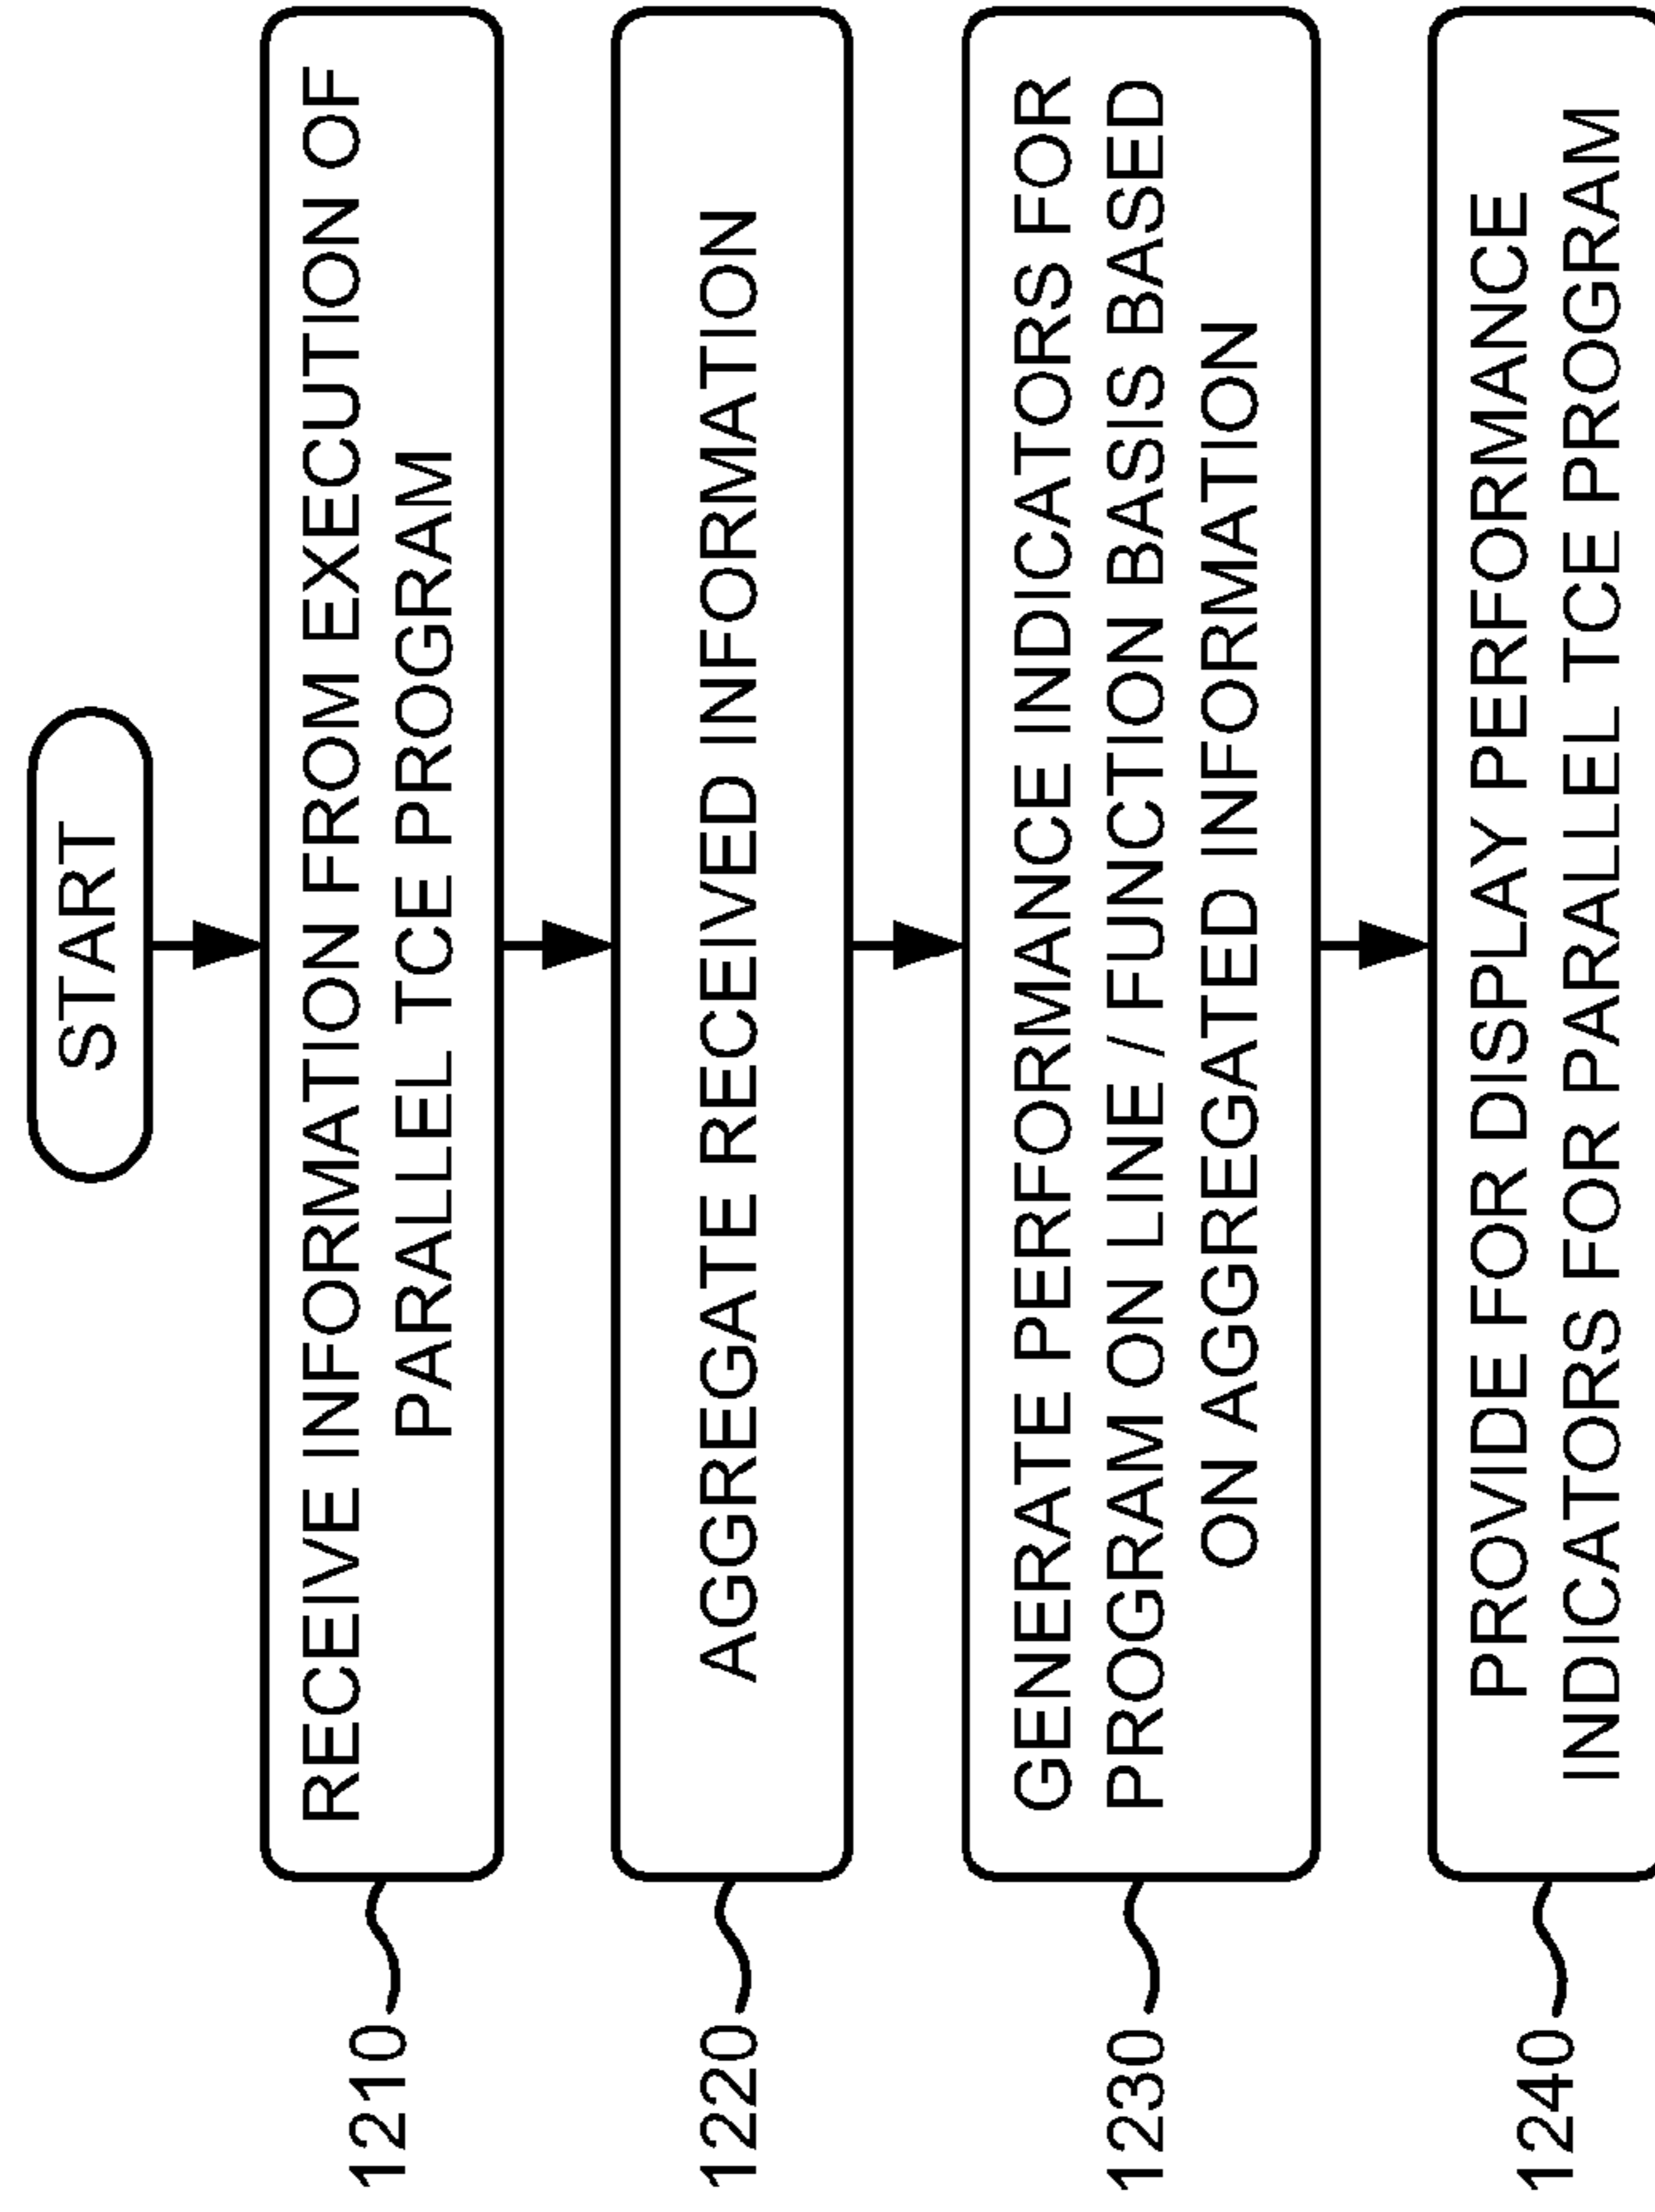 START
1210
RECEIVE INFORMATION FROM EXECUTION OF
PARALLEL TCE PROGRAM
1220
AGGREGATE RECEIVED INFORMATION
1230
GENERATE PERFORMANCE INDICATORS FOR
PROGRAM ON LINE / FUNCTION BASIS BASED
ON AGGREGATED INFORMATION
1240
PROVIDE FOR DISPLAY PERFORMANCE
INDICATORS FOR PARALLEL TCE PROGRAM